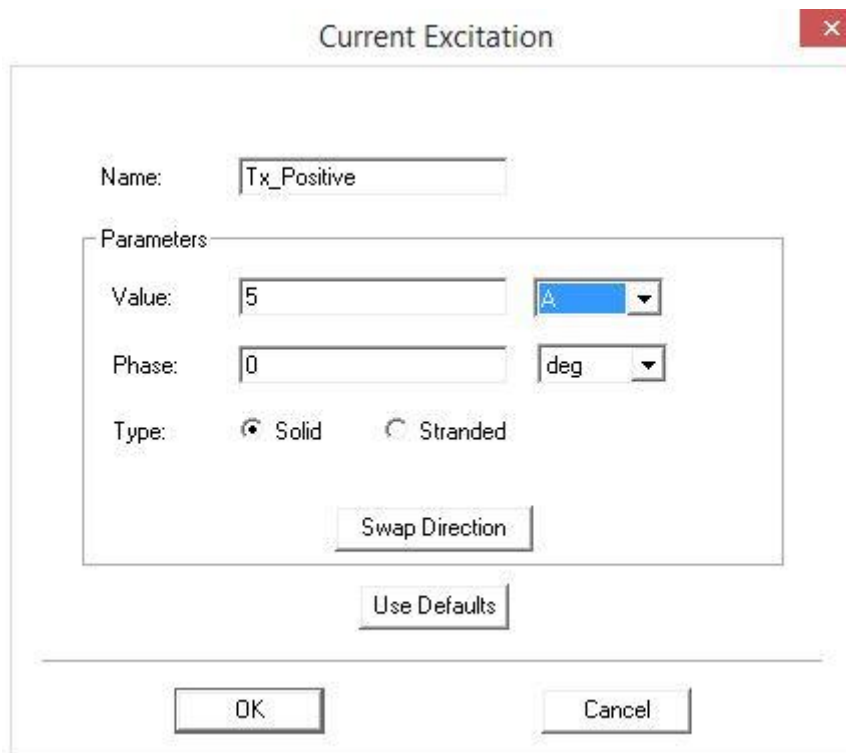 Current Excitation
Name: Tx_Positive
Parameters
Value: 5 A
Phase: 0 deg
Type: Solid Stranded
Swap Direction
Use Defaults
OK Cancel